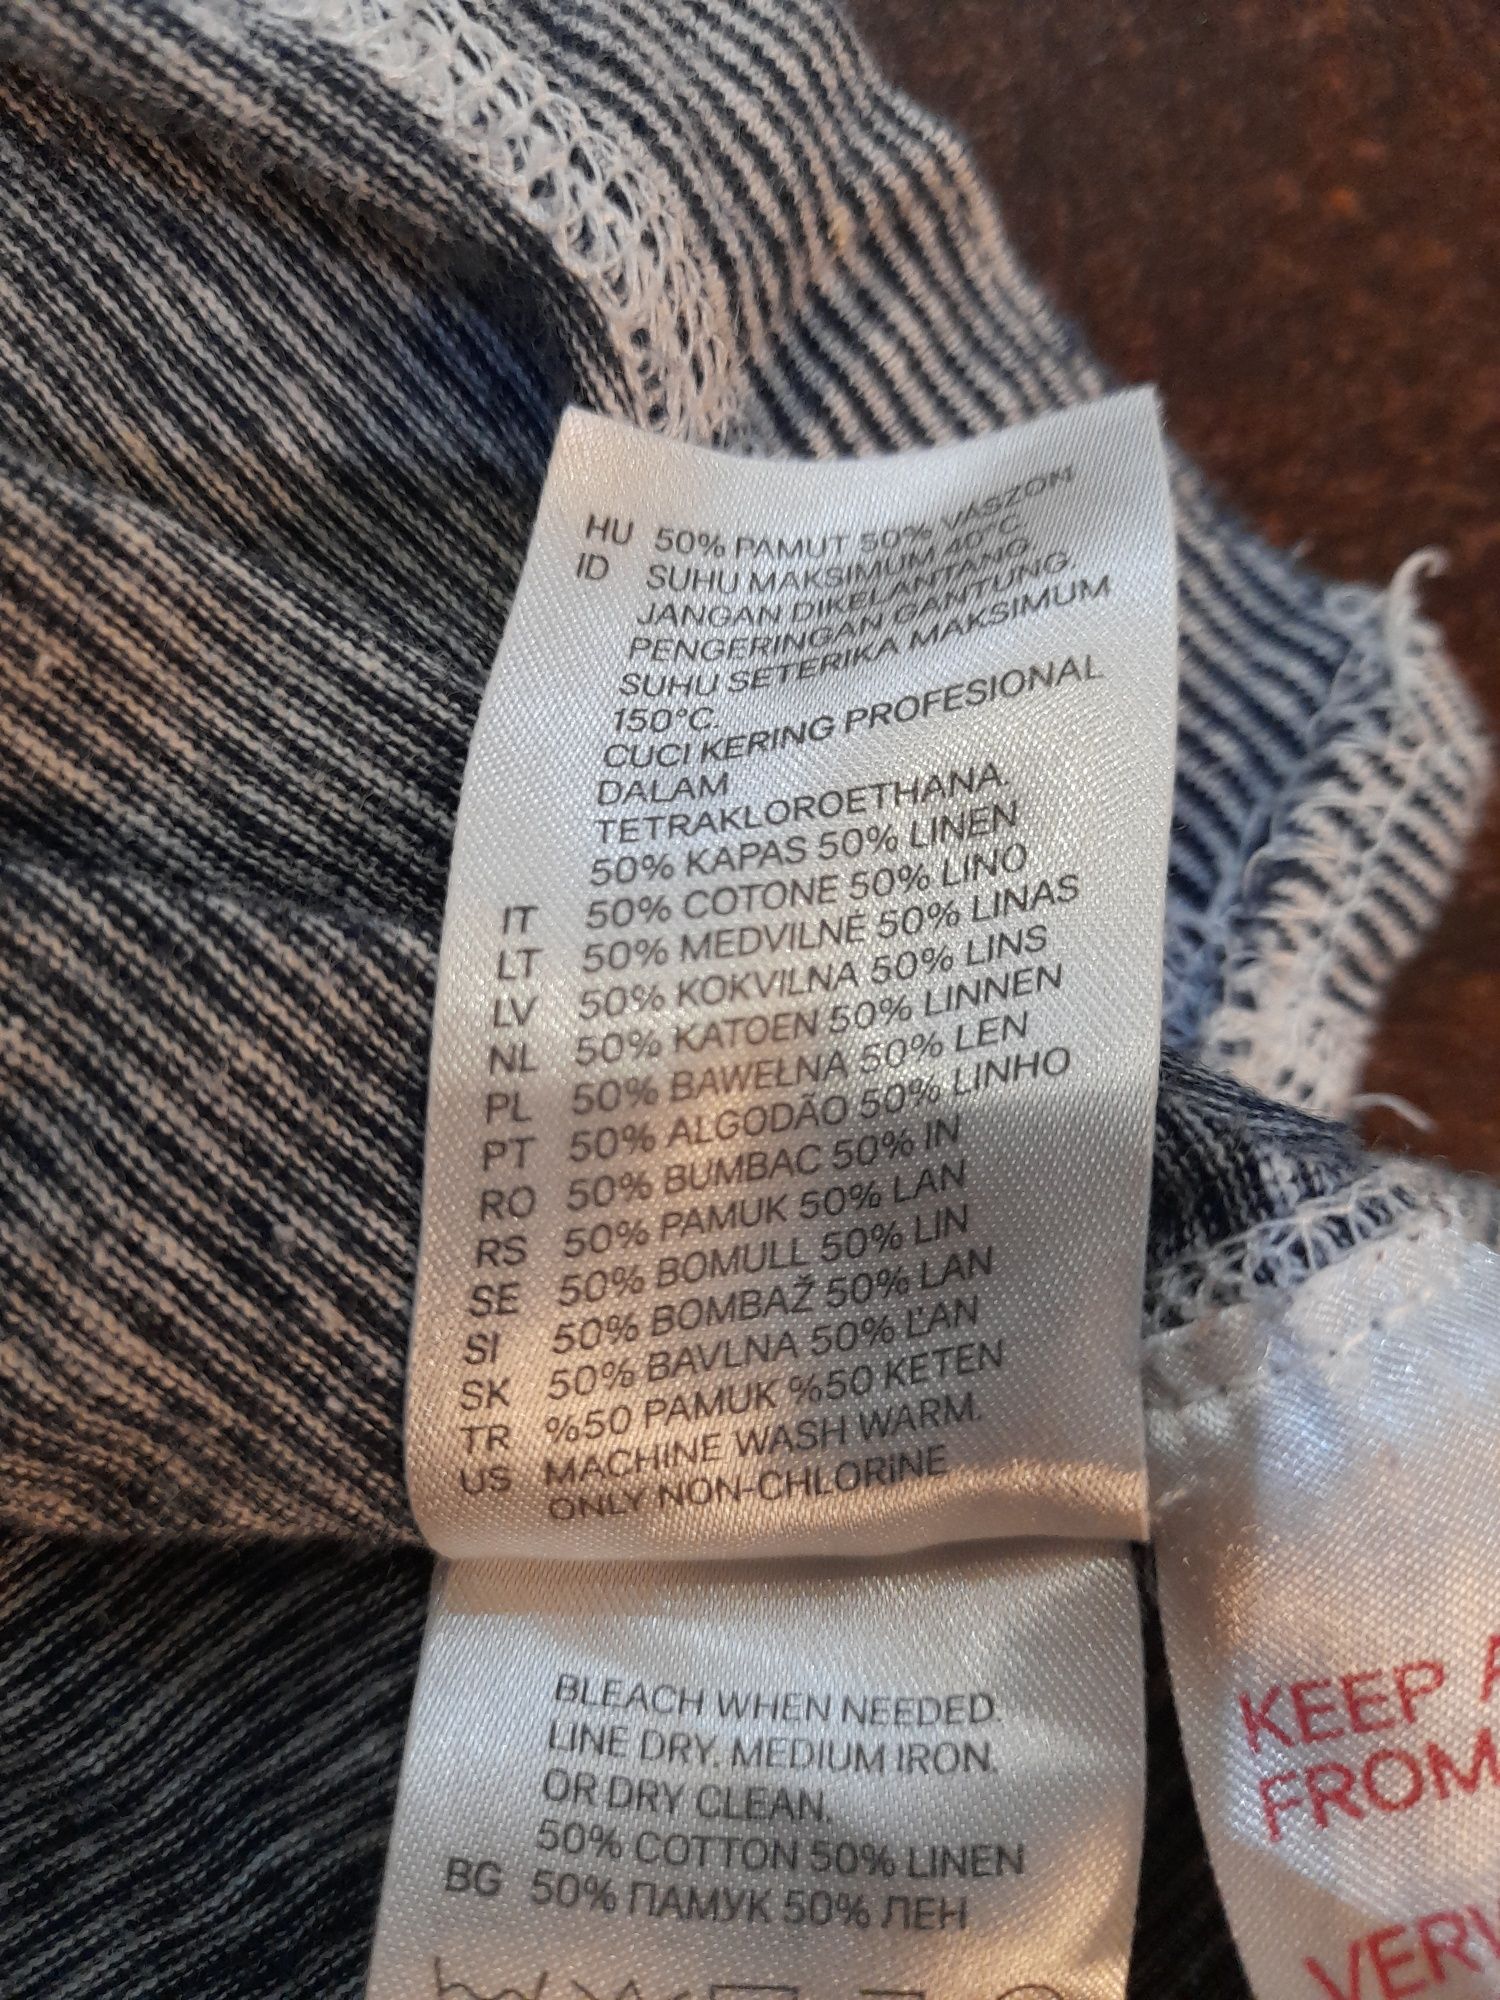 HU 50% PAMUT 50% VÁSZON
ID SUHU MAKSIMUM 40°C.
JANGAN DIKELANTANG.
PENGERINGAN GANTUNG.
SUHU SETERIKA MAKSIMUM
150°C.
CUCI KERING PROFESIONAL
DALAM
TETRAKLOROETHANA.
50% KAPAS 50% LINEN
IT 50% COTONE 50% LINO
LT 50% MEDVILNĖ 50% LINAS
LV 50% KOKVILNA 50% LINS
NL 50% KATOEN 50% LINNEN
PL 50% BAWEŁNA 50% LEN
PT 50% ALGODÃO 50% LINHO
RO 50% BUMBAC 50% IN
RS 50% PAMUK 50% LAN
SE 50% BOMULL 50% LIN
SI 50% BOMBAŽ 50% LAN
SK 50% BAVLNA 50% ĽAN
TR %50 PAMUK %50 KETEN
US MACHINE WASH WARM.
ONLY NON-CHLORINE
BLEACH WHEN NEEDED.
LINE DRY. MEDIUM IRON.
OR DRY CLEAN.
50% COTTON 50% LINEN
BG 50% ПАМУК 50% ЛЕН
KEEP
FROM
VERY